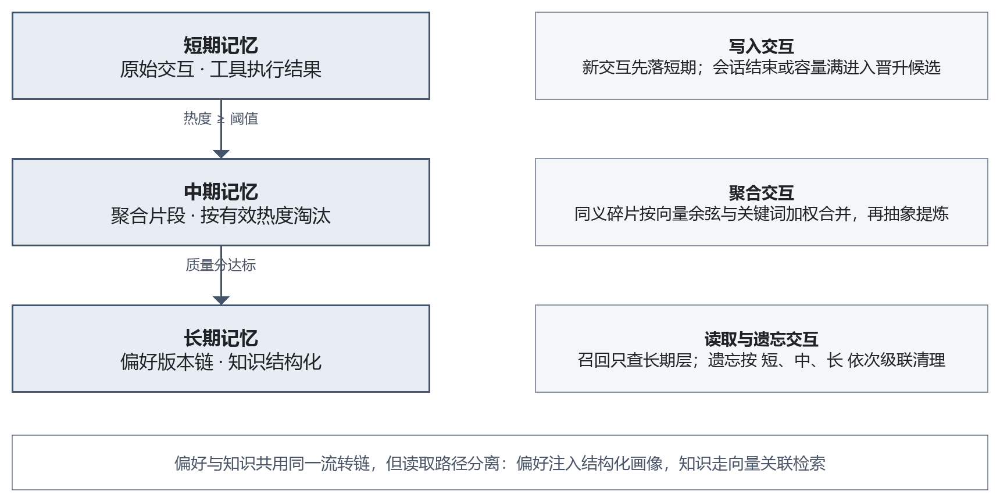 短期记忆
原始交互 · 工具执行结果
写入交互
新交互先落短期；会话结束或容量满进入晋升候选
热度 ≥ 阈值
中期记忆
聚合片段 · 按有效热度淘汰
聚合交互
同义碎片按向量余弦与关键词加权合并，再抽象提炼
质量分达标
长期记忆
偏好版本链 · 知识结构化
读取与遗忘交互
召回只查长期层；遗忘按 短、中、长 依次级联清理
偏好与知识共用同一流转链，但读取路径分离：偏好注入结构化画像，知识走向量关联检索